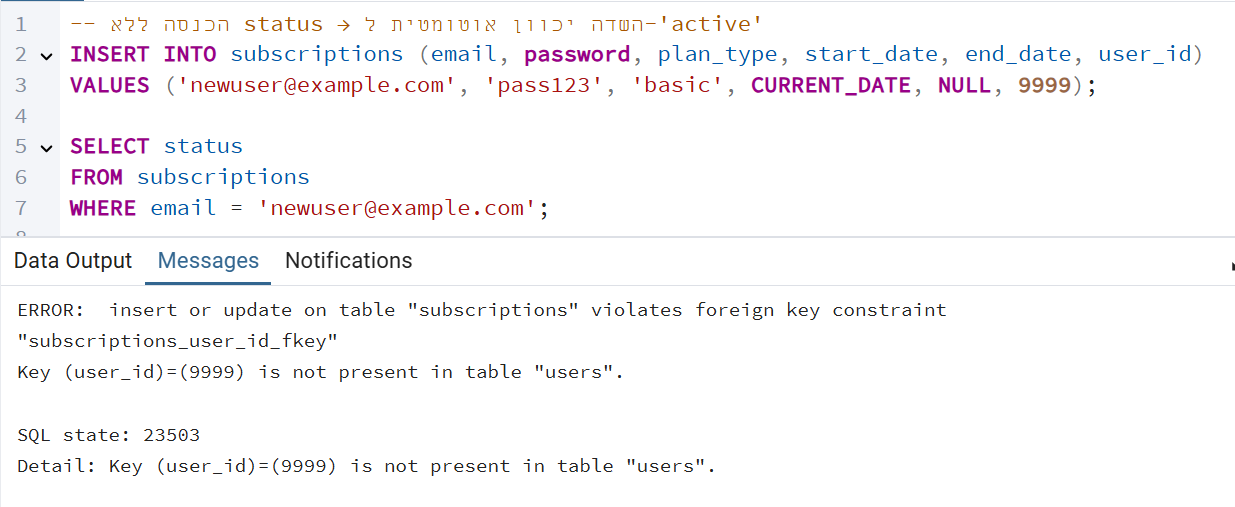 1 -- הכנסה ללא status → השדה יכוון אוטומטית ל-'active'
2 INSERT INTO subscriptions (email, password, plan_type, start_date, end_date, user_id)
3 VALUES ('newuser@example.com', 'pass123', 'basic', CURRENT_DATE, NULL, 9999);
4
5 SELECT status
6 FROM subscriptions
7 WHERE email = 'newuser@example.com';
Data Output Messages Notifications
ERROR: insert or update on table "subscriptions" violates foreign key constraint
"subscriptions_user_id_fkey"
Key (user_id)=(9999) is not present in table "users".
SQL state: 23503
Detail: Key (user_id)=(9999) is not present in table "users".